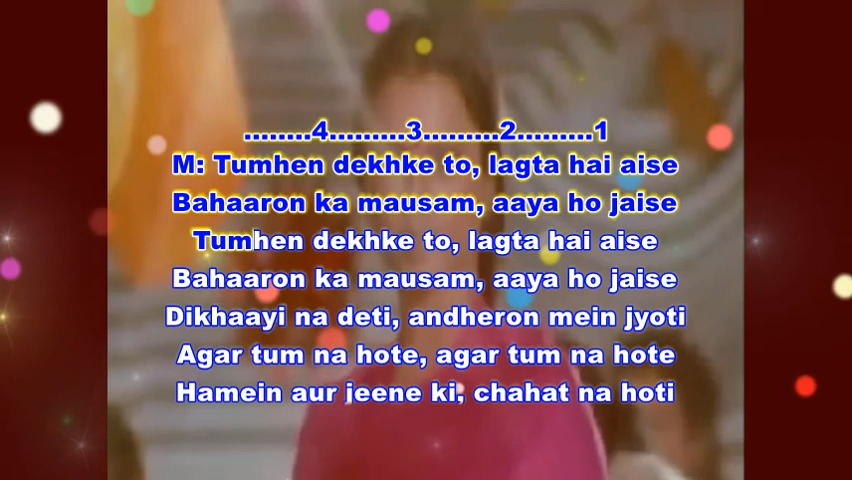 ........4.........3.........2.........1
M: Tumhen dekhke to, lagta hai aise
Bahaaron ka mausam, aaya ho jaise
Tumhen dekhke to, lagta hai aise
Bahaaron ka mausam, aaya ho jaise
Dikhaayi na deti, andheron mein jyoti
Agar tum na hote, agar tum na hote
Hamein aur jeene ki, chahat na hoti